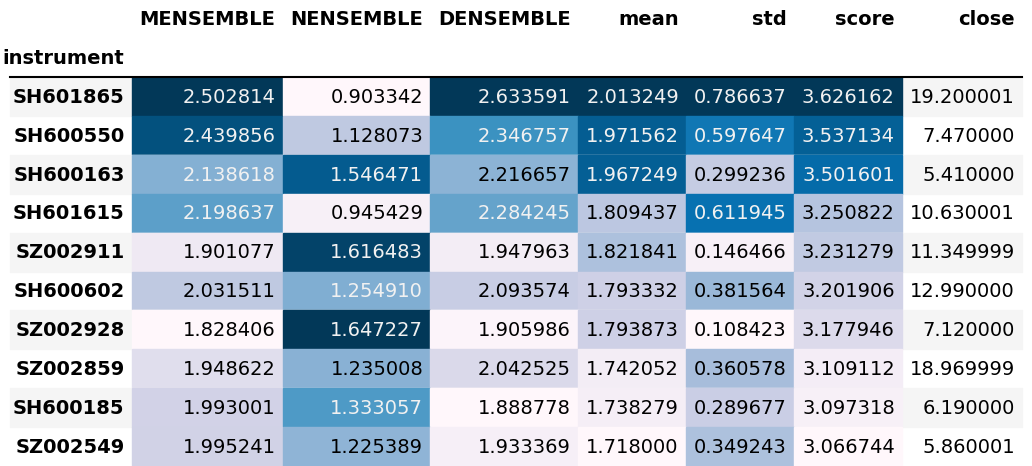 MENSEMBLE NENSEMBLE DENSEMBLE mean std score close
instrument
SH601865 2.502814 0.903342 2.633591 2.013249 0.786637 3.626162 19.200001
SH600550 2.439856 1.128073 2.346757 1.971562 0.597647 3.537134 7.470000
SH600163 2.138618 1.546471 2.216657 1.967249 0.299236 3.501601 5.410000
SH601615 2.198637 0.945429 2.284245 1.809437 0.611945 3.250822 10.630001
SZ002911 1.901077 1.616483 1.947963 1.821841 0.146466 3.231279 11.349999
SH600602 2.031511 1.254910 2.093574 1.793332 0.381564 3.201906 12.990000
SZ002928 1.828406 1.647227 1.905986 1.793873 0.108423 3.177946 7.120000
SZ002859 1.948622 1.235008 2.042525 1.742052 0.360578 3.109112 18.969999
SH600185 1.993001 1.333057 1.888778 1.738279 0.289677 3.097318 6.190000
SZ002549 1.995241 1.225389 1.933369 1.718000 0.349243 3.066744 5.860001